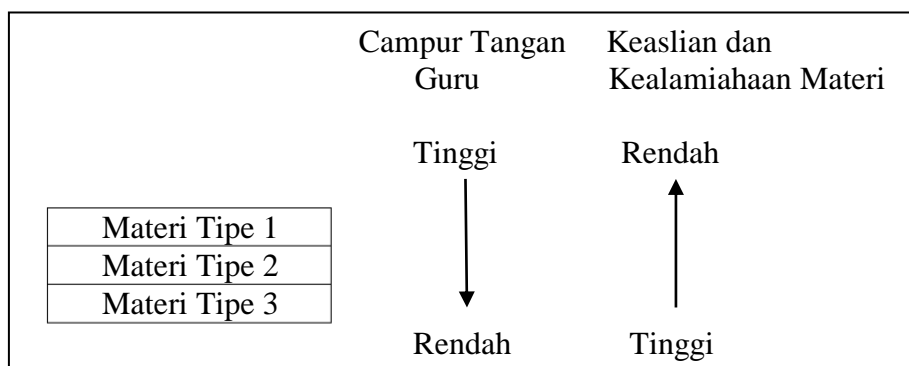 Campur Tangan Keaslian dan
Guru Kealamiahaan Materi
Tinggi Rendah
Materi Tipe 1
Materi Tipe 2
Materi Tipe 3
Rendah Tinggi